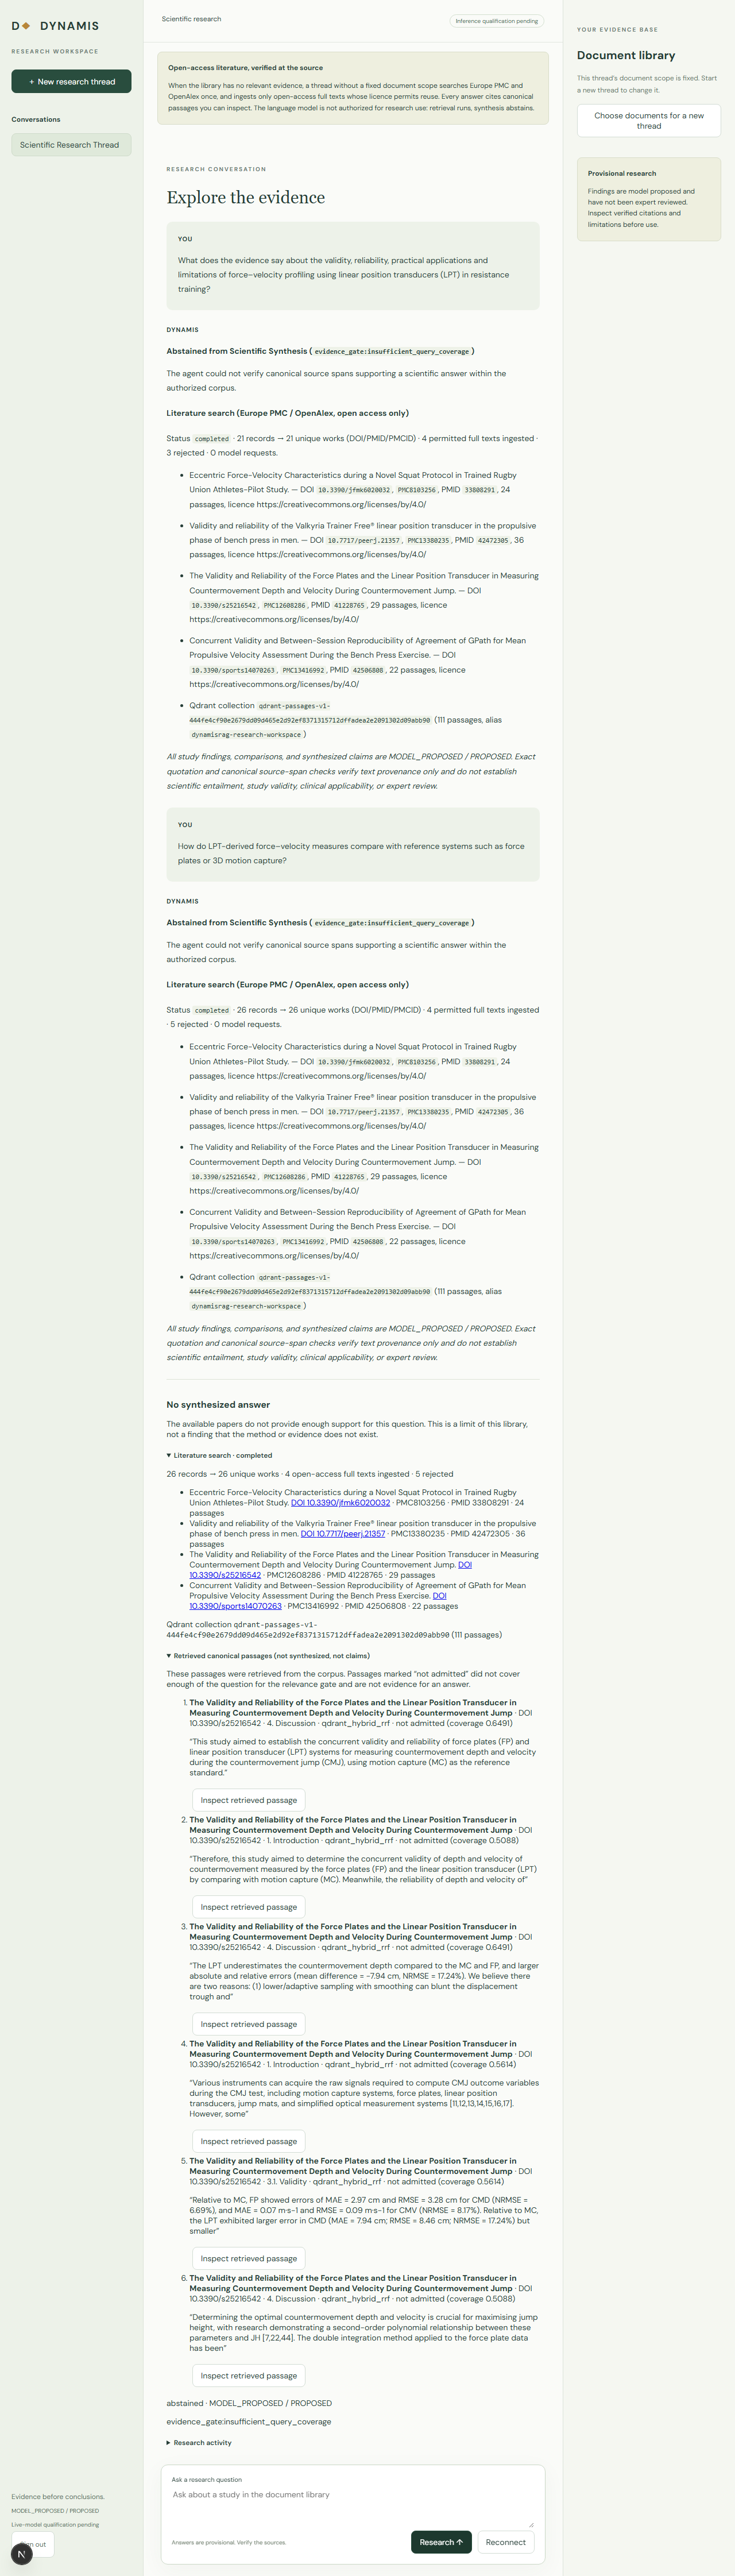 D◆ DYNAMIS
RESEARCH WORKSPACE
+ New research thread
Conversations
Scientific Research Thread
Scientific research
Inference qualification pending
Open-access literature, verified at the source
When the library has no relevant evidence, a thread without a fixed document scope searches Europe PMC and
OpenAlex once, and ingests only open-access full texts whose licence permits reuse. Every answer cites canonical
passages you can inspect. The language model is not authorized for research use: retrieval runs, synthesis abstains.
RESEARCH CONVERSATION
Explore the evidence
YOU
What does the evidence say about the validity, reliability, practical applications and
limitations of force–velocity profiling using linear position transducers (LPT) in resistance
training?
DYNAMIS
Abstained from Scientific Synthesis ( evidence_gate:insufficient_query_coverage )
The agent could not verify canonical source spans supporting a scientific answer within the
authorized corpus.
Literature search (Europe PMC / OpenAlex, open access only)
Status completed · 21 records → 21 unique works (DOI/PMID/PMCID) · 4 permitted full texts ingested ·
3 rejected · 0 model requests.
• Eccentric Force-Velocity Characteristics during a Novel Squat Protocol in Trained Rugby
Union Athletes-Pilot Study. — DOI 10.3390/jfmk6020032, PMC8103256, PMID 33808291, 24
passages, licence https://creativecommons.org/licenses/by/4.0/
• Validity and reliability of the Valkyria Trainer Free® linear position transducer in the propulsive
phase of bench press in men. — DOI 10.7717/peerj.21357, PMC13380235, PMID 42472305, 36
passages, licence https://creativecommons.org/licenses/by/4.0/
• The Validity and Reliability of the Force Plates and the Linear Position Transducer in Measuring
Countermovement Depth and Velocity During Countermovement Jump. — DOI
10.3390/s25216542, PMC12608286, PMID 41228765, 29 passages, licence
https://creativecommons.org/licenses/by/4.0/
• Concurrent Validity and Between-Session Reproducibility of Agreement of GPath for Mean
Propulsive Velocity Assessment During the Bench Press Exercise. — DOI
10.3390/sports14070263, PMC13416992, PMID 42506808, 22 passages, licence
https://creativecommons.org/licenses/by/4.0/
• Qdrant collection qdrant-passages-v1-
444fe4cf90e2679dd09d465e2d92ef8371315712dffadea2e2091302d09abb90 (111 passages, alias
dynamisrag-research-workspace)
All study findings, comparisons, and synthesized claims are MODEL_PROPOSED / PROPOSED. Exact
quotation and canonical source-span checks verify text provenance only and do not establish
scientific entailment, study validity, clinical applicability, or expert review.
YOU
How do LPT-derived force–velocity measures compare with reference systems such as force
plates or 3D motion capture?
DYNAMIS
Abstained from Scientific Synthesis ( evidence_gate:insufficient_query_coverage )
The agent could not verify canonical source spans supporting a scientific answer within the
authorized corpus.
Literature search (Europe PMC / OpenAlex, open access only)
Status completed · 26 records → 26 unique works (DOI/PMID/PMCID) · 4 permitted full texts ingested
· 5 rejected · 0 model requests.
• Eccentric Force-Velocity Characteristics during a Novel Squat Protocol in Trained Rugby
Union Athletes-Pilot Study. — DOI 10.3390/jfmk6020032, PMC8103256, PMID 33808291, 24
passages, licence https://creativecommons.org/licenses/by/4.0/
• Validity and reliability of the Valkyria Trainer Free® linear position transducer in the propulsive
phase of bench press in men. — DOI 10.7717/peerj.21357, PMC13380235, PMID 42472305, 36
passages, licence https://creativecommons.org/licenses/by/4.0/
• The Validity and Reliability of the Force Plates and the Linear Position Transducer in Measuring
Countermovement Depth and Velocity During Countermovement Jump. — DOI
10.3390/s25216542, PMC12608286, PMID 41228765, 29 passages, licence
https://creativecommons.org/licenses/by/4.0/
• Concurrent Validity and Between-Session Reproducibility of Agreement of GPath for Mean
Propulsive Velocity Assessment During the Bench Press Exercise. — DOI
10.3390/sports14070263, PMC13416992, PMID 42506808, 22 passages, licence
https://creativecommons.org/licenses/by/4.0/
• Qdrant collection qdrant-passages-v1-
444fe4cf90e2679dd09d465e2d92ef8371315712dffadea2e2091302d09abb90 (111 passages, alias
dynamisrag-research-workspace)
All study findings, comparisons, and synthesized claims are MODEL_PROPOSED / PROPOSED. Exact
quotation and canonical source-span checks verify text provenance only and do not establish
scientific entailment, study validity, clinical applicability, or expert review.
No synthesized answer
The available papers do not provide enough support for this question. This is a limit of this library,
not a finding that the method or evidence does not exist.
▼ Literature search · completed
26 records → 26 unique works · 4 open-access full texts ingested · 5 rejected
• Eccentric Force-Velocity Characteristics during a Novel Squat Protocol in Trained Rugby
Union Athletes-Pilot Study. DOI 10.3390/jfmk6020032 · PMC8103256 · PMID 33808291 · 24
passages
• Validity and reliability of the Valkyria Trainer Free® linear position transducer in the propulsive
phase of bench press in men. DOI 10.7717/peerj.21357 · PMC13380235 · PMID 42472305 · 36
passages
• The Validity and Reliability of the Force Plates and the Linear Position Transducer in Measuring
Countermovement Depth and Velocity During Countermovement Jump. DOI
10.3390/s25216542 · PMC12608286 · PMID 41228765 · 29 passages
• Concurrent Validity and Between-Session Reproducibility of Agreement of GPath for Mean
Propulsive Velocity Assessment During the Bench Press Exercise. DOI
10.3390/sports14070263 · PMC13416992 · PMID 42506808 · 22 passages
Qdrant collection qdrant-passages-v1-
444fe4cf90e2679dd09d465e2d92ef8371315712dffadea2e2091302d09abb90 (111 passages)
▼ Retrieved canonical passages (not synthesized, not claims)
These passages were retrieved from the corpus. Passages marked “not admitted” did not cover
enough of the question for the relevance gate and are not evidence for an answer.
1. The Validity and Reliability of the Force Plates and the Linear Position Transducer in
Measuring Countermovement Depth and Velocity During Countermovement Jump · DOI
10.3390/s25216542 · 4. Discussion · qdrant_hybrid_rrf · not admitted (coverage 0.6491)
“This study aimed to establish the concurrent validity and reliability of force plates (FP) and
linear position transducer (LPT) systems for measuring countermovement depth and velocity
during the countermovement jump (CMJ), using motion capture (MC) as the reference
standard.”
Inspect retrieved passage
2. The Validity and Reliability of the Force Plates and the Linear Position Transducer in
Measuring Countermovement Depth and Velocity During Countermovement Jump · DOI
10.3390/s25216542 · 1. Introduction · qdrant_hybrid_rrf · not admitted (coverage 0.5088)
“Therefore, this study aimed to determine the concurrent validity of depth and velocity of
countermovement measured by the force plates (FP) and the linear position transducer (LPT)
by comparing with motion capture (MC). Meanwhile, the reliability of depth and velocity of”
Inspect retrieved passage
3. The Validity and Reliability of the Force Plates and the Linear Position Transducer in
Measuring Countermovement Depth and Velocity During Countermovement Jump · DOI
10.3390/s25216542 · 4. Discussion · qdrant_hybrid_rrf · not admitted (coverage 0.6491)
“The LPT underestimates the countermovement depth compared to the MC and FP, and larger
absolute and relative errors (mean difference = -7.94 cm, NRMSE = 17.24%). We believe there
are two reasons: (1) lower/adaptive sampling with smoothing can blunt the displacement
trough and”
Inspect retrieved passage
4. The Validity and Reliability of the Force Plates and the Linear Position Transducer in
Measuring Countermovement Depth and Velocity During Countermovement Jump · DOI
10.3390/s25216542 · 1. Introduction · qdrant_hybrid_rrf · not admitted (coverage 0.5614)
“Various instruments can acquire the raw signals required to compute CMJ outcome variables
during the CMJ test, including motion capture systems, force plates, linear position
transducers, jump mats, and simplified optical measurement systems [11,12,13,14,15,16,17].
However, some”
Inspect retrieved passage
5. The Validity and Reliability of the Force Plates and the Linear Position Transducer in
Measuring Countermovement Depth and Velocity During Countermovement Jump · DOI
10.3390/s25216542 · 3.1. Validity · qdrant_hybrid_rrf · not admitted (coverage 0.5614)
“Relative to MC, FP showed errors of MAE = 2.97 cm and RMSE = 3.28 cm for CMD (NRMSE =
6.69%), and MAE = 0.07 m·s-1 and RMSE = 0.09 m·s-1 for CMV (NRMSE = 8.17%). Relative to MC,
the LPT exhibited larger error in CMD (MAE = 7.94 cm; RMSE = 8.46 cm; NRMSE = 17.24%) but
smaller”
Inspect retrieved passage
6. The Validity and Reliability of the Force Plates and the Linear Position Transducer in
Measuring Countermovement Depth and Velocity During Countermovement Jump · DOI
10.3390/s25216542 · 4. Discussion · qdrant_hybrid_rrf · not admitted (coverage 0.5088)
“Determining the optimal countermovement depth and velocity is crucial for maximising jump
height, with research demonstrating a second-order polynomial relationship between these
parameters and JH [7,22,44]. The double integration method applied to the force plate data
has been”
Inspect retrieved passage
abstained · MODEL_PROPOSED / PROPOSED
evidence_gate:insufficient_query_coverage
▶ Research activity
Ask a research question
Ask about a study in the document library
Answers are provisional. Verify the sources.
Research ↑
Reconnect
YOUR EVIDENCE BASE
Document library
This thread's document scope is fixed. Start
a new thread to change it.
Choose documents for a new
thread
Provisional research
Findings are model proposed and
have not been expert reviewed.
Inspect verified citations and
limitations before use.
Evidence before conclusions.
MODEL_PROPOSED / PROPOSED
Live-model qualification pending
out
N